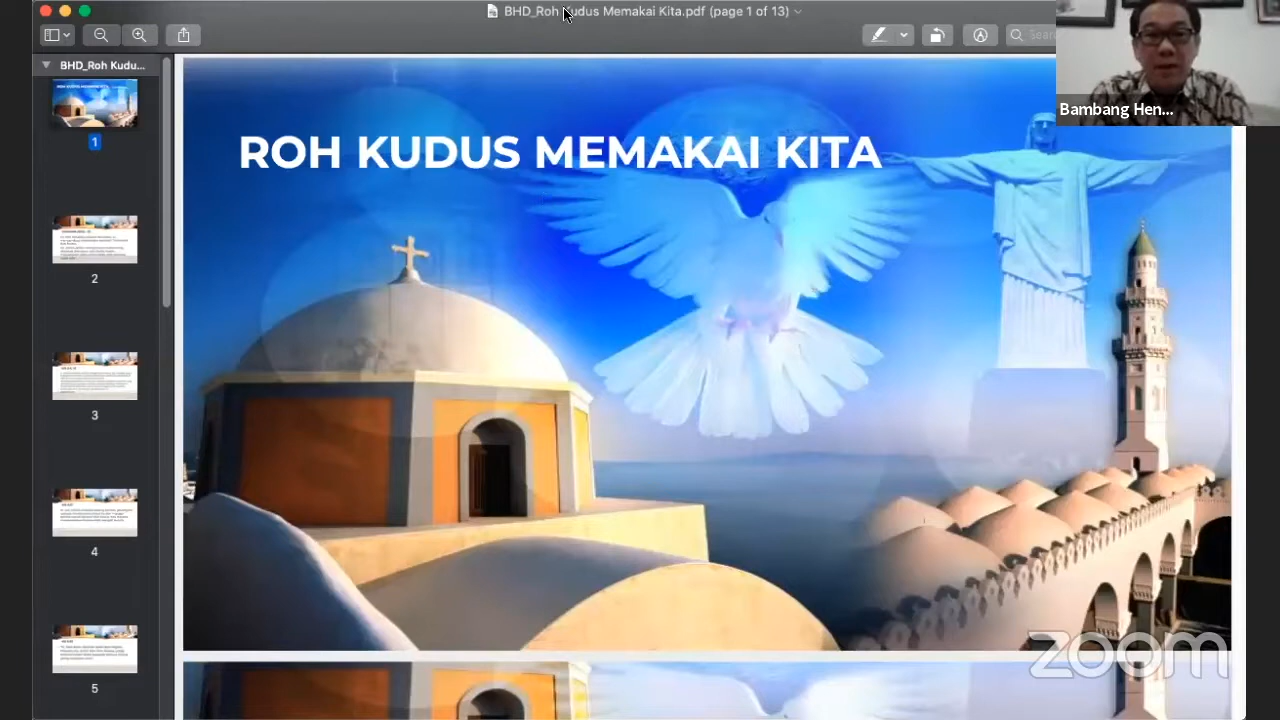 BHD_Roh Kudus Memakai Kita.pdf (page 1 of 13)
BHD_Roh Kudu...
Sear
Bambang Hen...
ROH KUDUS MEMAKAI KITA
1
2
3
4
5
zoom